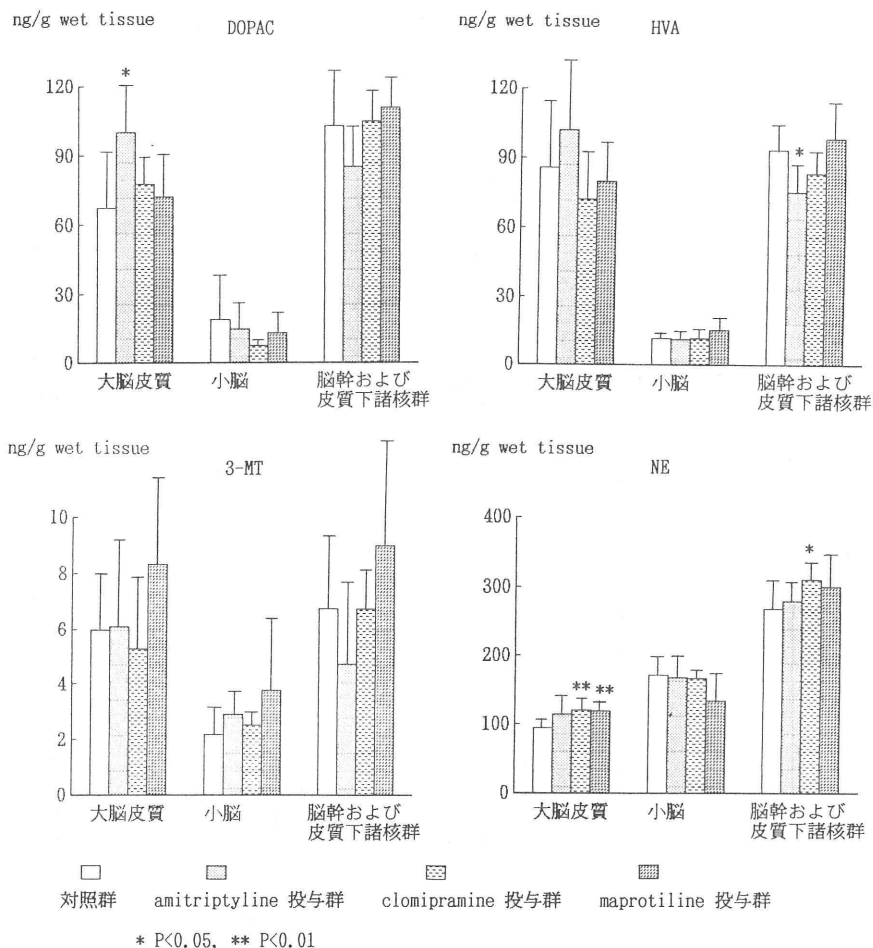 ng/g wet tissue
DOPAC
120
90
60
30
0
*
大脳皮質
小脳
脳幹および
皮質下諸核群
ng/g wet tissue
HVA
120
90
60
30
0
*
大脳皮質
小脳
脳幹および
皮質下諸核群
ng/g wet tissue
3-MT
10
8
6
4
2
0
大脳皮質
小脳
脳幹および
皮質下諸核群
ng/g wet tissue
NE
400
300
200
100
0
** **
*
大脳皮質
小脳
脳幹および
皮質下諸核群
対照群
amitriptyline 投与群
clomipramine 投与群
maprotiline 投与群
* P<0.05, ** P<0.01